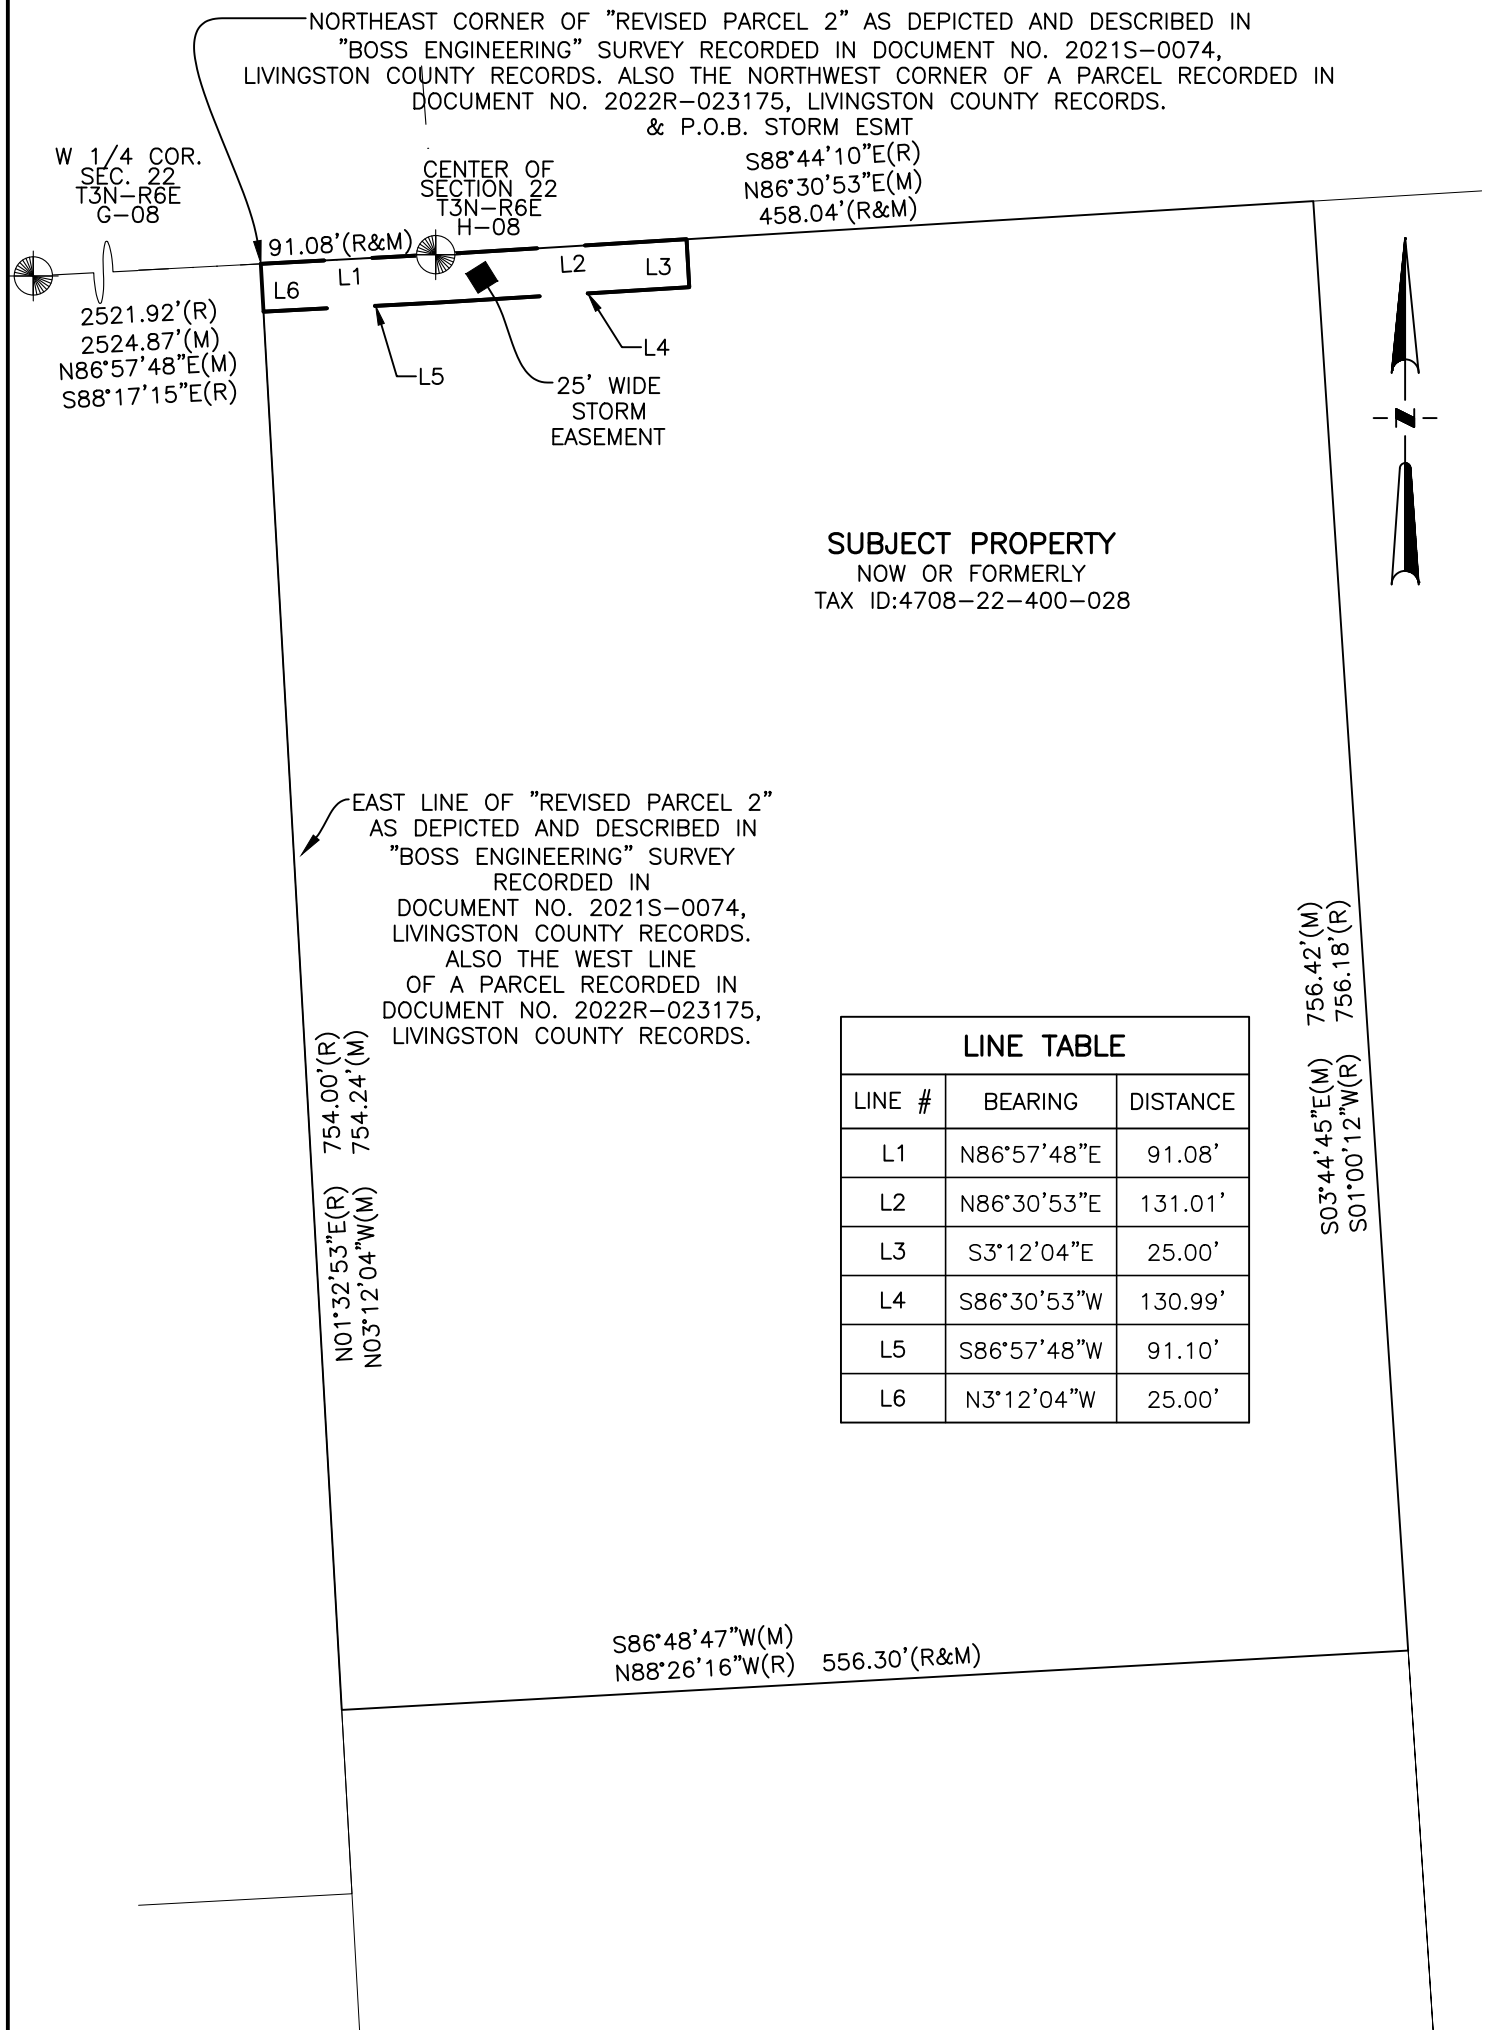 NORTHEAST CORNER OF "REVISED PARCEL 2" AS DEPICTED AND DESCRIBED IN
"BOSS ENGINEERING" SURVEY RECORDED IN DOCUMENT NO. 2021S-0074,
LIVINGSTON COUNTY RECORDS. ALSO THE NORTHWEST CORNER OF A PARCEL RECORDED IN
DOCUMENT NO. 2022R-023175, LIVINGSTON COUNTY RECORDS.
& P.O.B. STORM ESMT
W 1/4 COR.
SEC. 22
T3N-R6E
G-08
CENTER OF
SECTION 22
T3N-R6E
H-08
S88°44'10"E(R)
N86°30'53"E(M)
458.04'(R&M)
91.08'(R&M)
L1
L2
L3
L6
L4
L5
2521.92'(R)
2524.87'(M)
N86°57'48"E(M)
S88°17'15"E(R)
25' WIDE
STORM
EASEMENT
N
SUBJECT PROPERTY
NOW OR FORMERLY
TAX ID:4708-22-400-028
EAST LINE OF "REVISED PARCEL 2"
AS DEPICTED AND DESCRIBED IN
"BOSS ENGINEERING" SURVEY
RECORDED IN
DOCUMENT NO. 2021S-0074,
LIVINGSTON COUNTY RECORDS.
ALSO THE WEST LINE
OF A PARCEL RECORDED IN
DOCUMENT NO. 2022R-023175,
LIVINGSTON COUNTY RECORDS.
N01°32'53"E(R) 754.00'(R)
N03°12'04"W(M) 754.24'(M)
S03°44'45"E(M) 756.42'(M)
S01°00'12"W(R) 756.18'(R)
LINE TABLE
LINE # BEARING DISTANCE
L1 N86°57'48"E 91.08'
L2 N86°30'53"E 131.01'
L3 S3°12'04"E 25.00'
L4 S86°30'53"W 130.99'
L5 S86°57'48"W 91.10'
L6 N3°12'04"W 25.00'
S86°48'47"W(M)
N88°26'16"W(R) 556.30'(R&M)